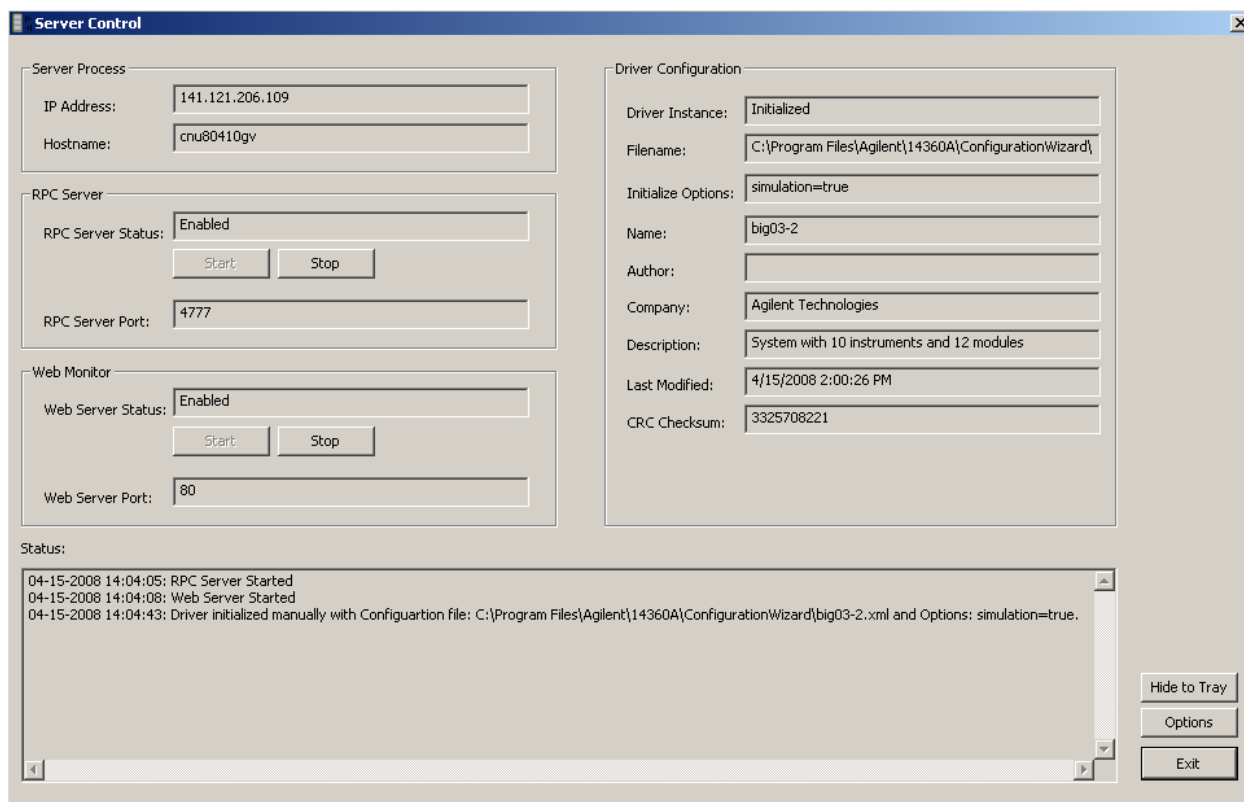 Server Control
Server Process
IP Address: 141.121.206.109
Hostname: cnu80410gv
RPC Server
RPC Server Status: Enabled
Start Stop
RPC Server Port: 4777
Web Monitor
Web Server Status: Enabled
Start Stop
Web Server Port: 80
Driver Configuration
Driver Instance: Initialized
Filename: C:\Program Files\Agilent\14360A\ConfigurationWizard\
Initialize Options: simulation=true
Name: big03-2
Author:
Company: Agilent Technologies
Description: System with 10 instruments and 12 modules
Last Modified: 4/15/2008 2:00:26 PM
CRC Checksum: 3325708221
Status:
04-15-2008 14:04:05: RPC Server Started
04-15-2008 14:04:08: Web Server Started
04-15-2008 14:04:43: Driver initialized manually with Configuartion file: C:\Program Files\Agilent\14360A\ConfigurationWizard\big03-2.xml and Options: simulation=true.
Hide to Tray
Options
Exit